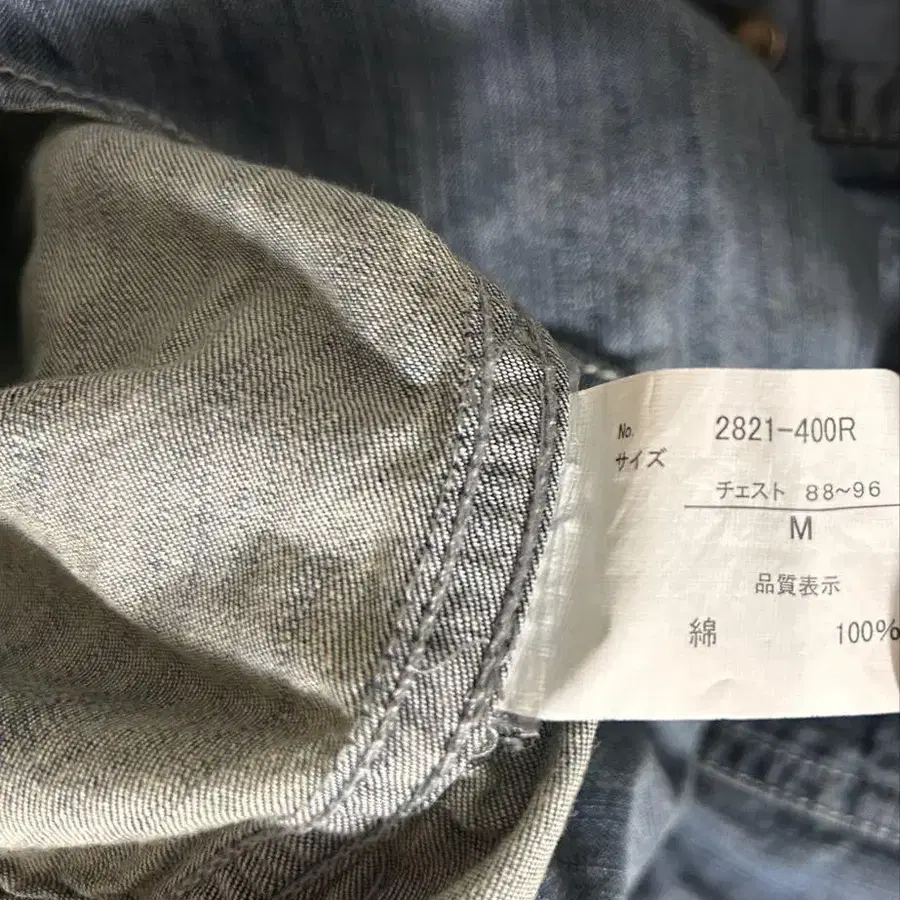 No. 2821-400R
サイズ
チェスト 88~96
M
品質表示
綿 100%